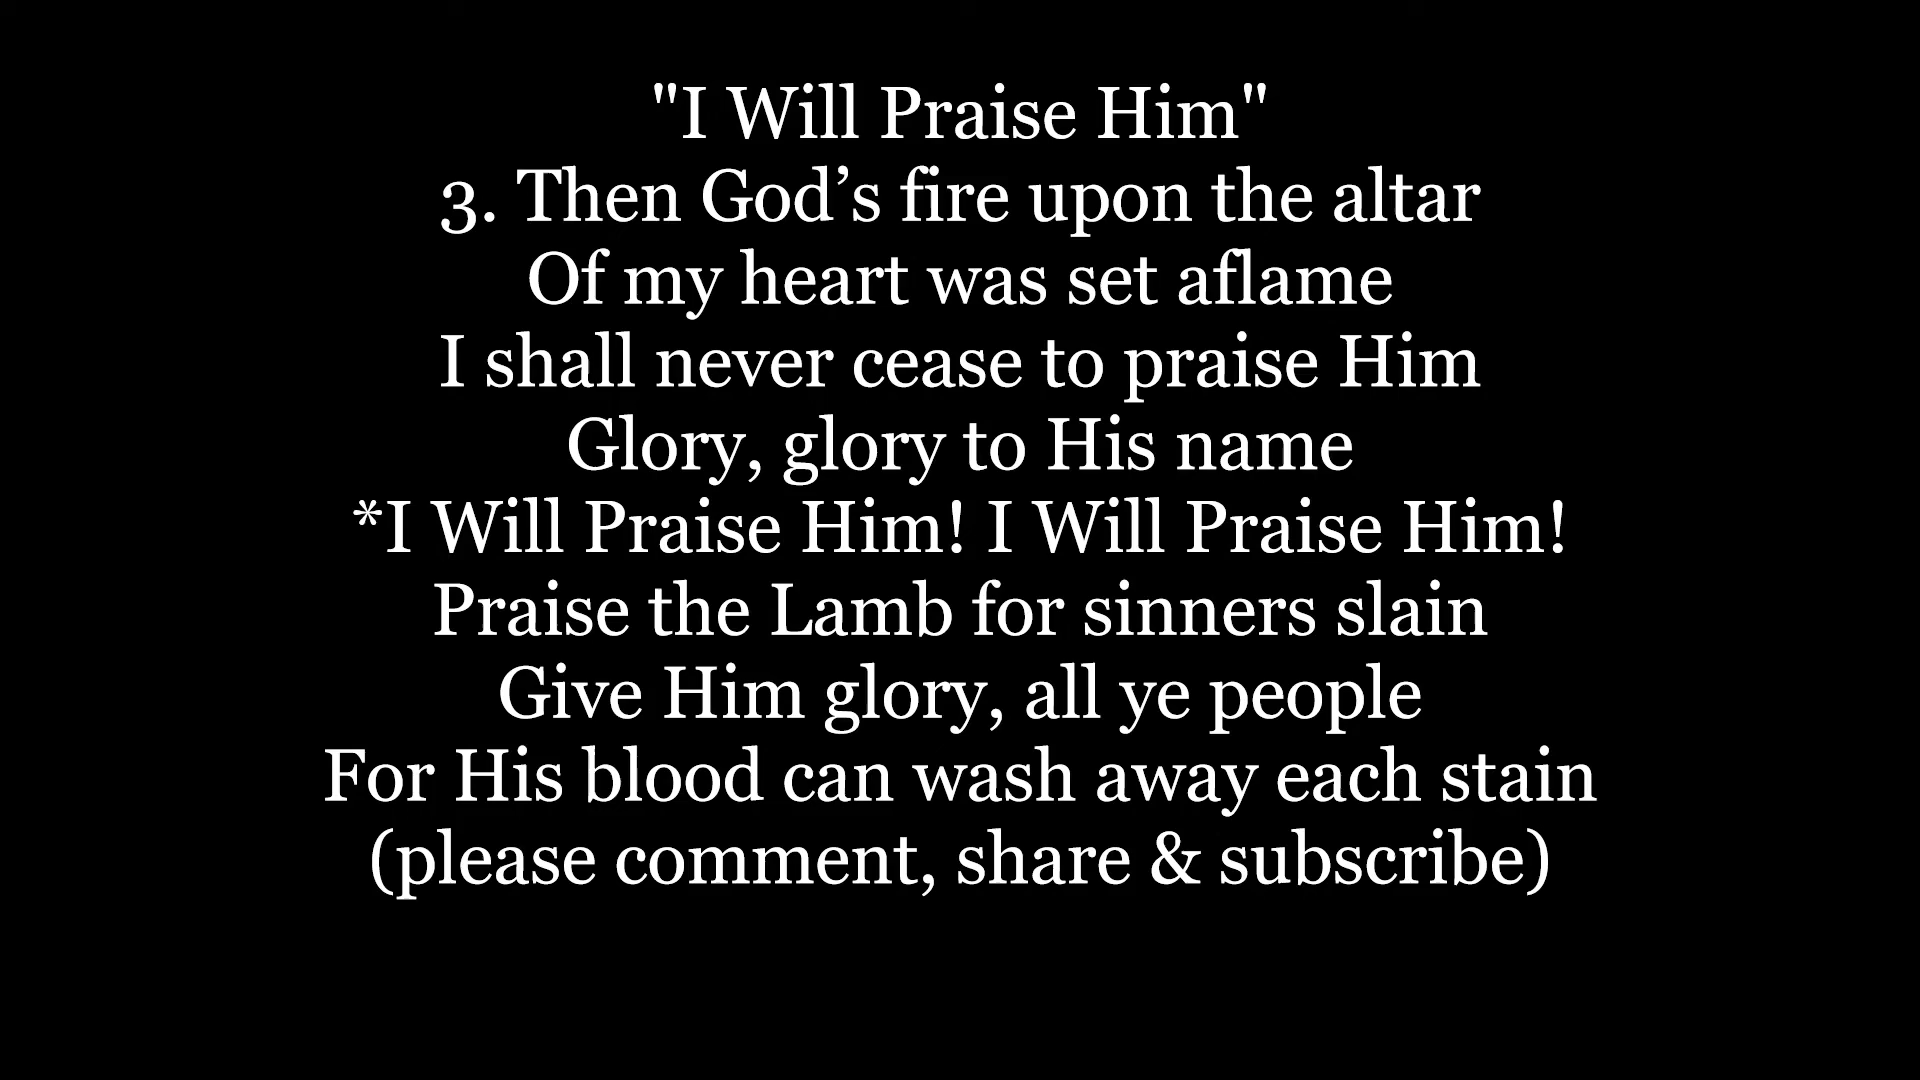 "I Will Praise Him"
3. Then God’s fire upon the altar
Of my heart was set aflame
I shall never cease to praise Him
Glory, glory to His name
*I Will Praise Him! I Will Praise Him!
Praise the Lamb for sinners slain
Give Him glory, all ye people
For His blood can wash away each stain
(please comment, share & subscribe)